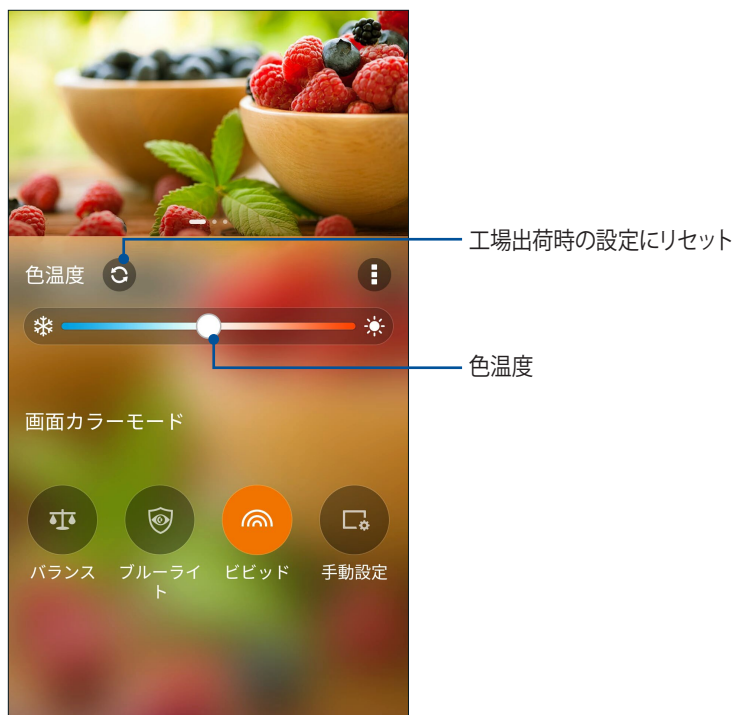 工場出荷時の設定にリセット
色温度
色温度
画面カラーモード
バランス
ブルーライ
ト
ビビッド
手動設定